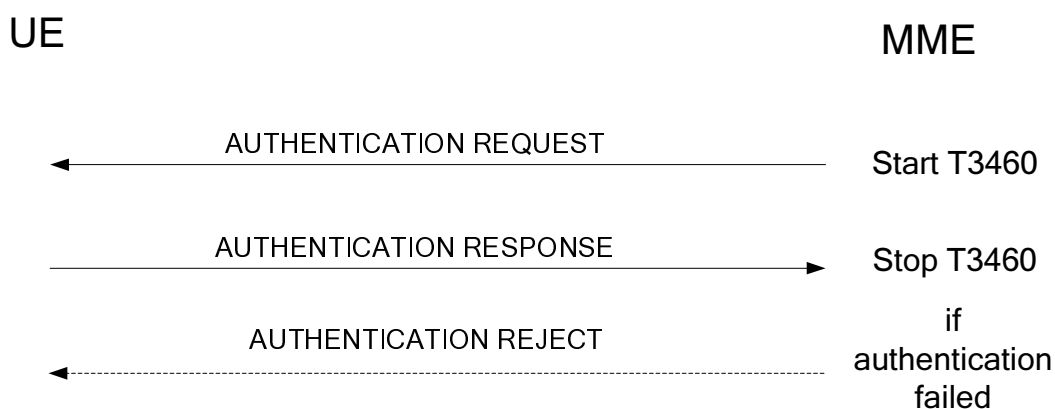 UE
MME
AUTHENTICATION REQUEST
Start T3460
AUTHENTICATION RESPONSE
Stop T3460
AUTHENTICATION REJECT
if
authentication
failed